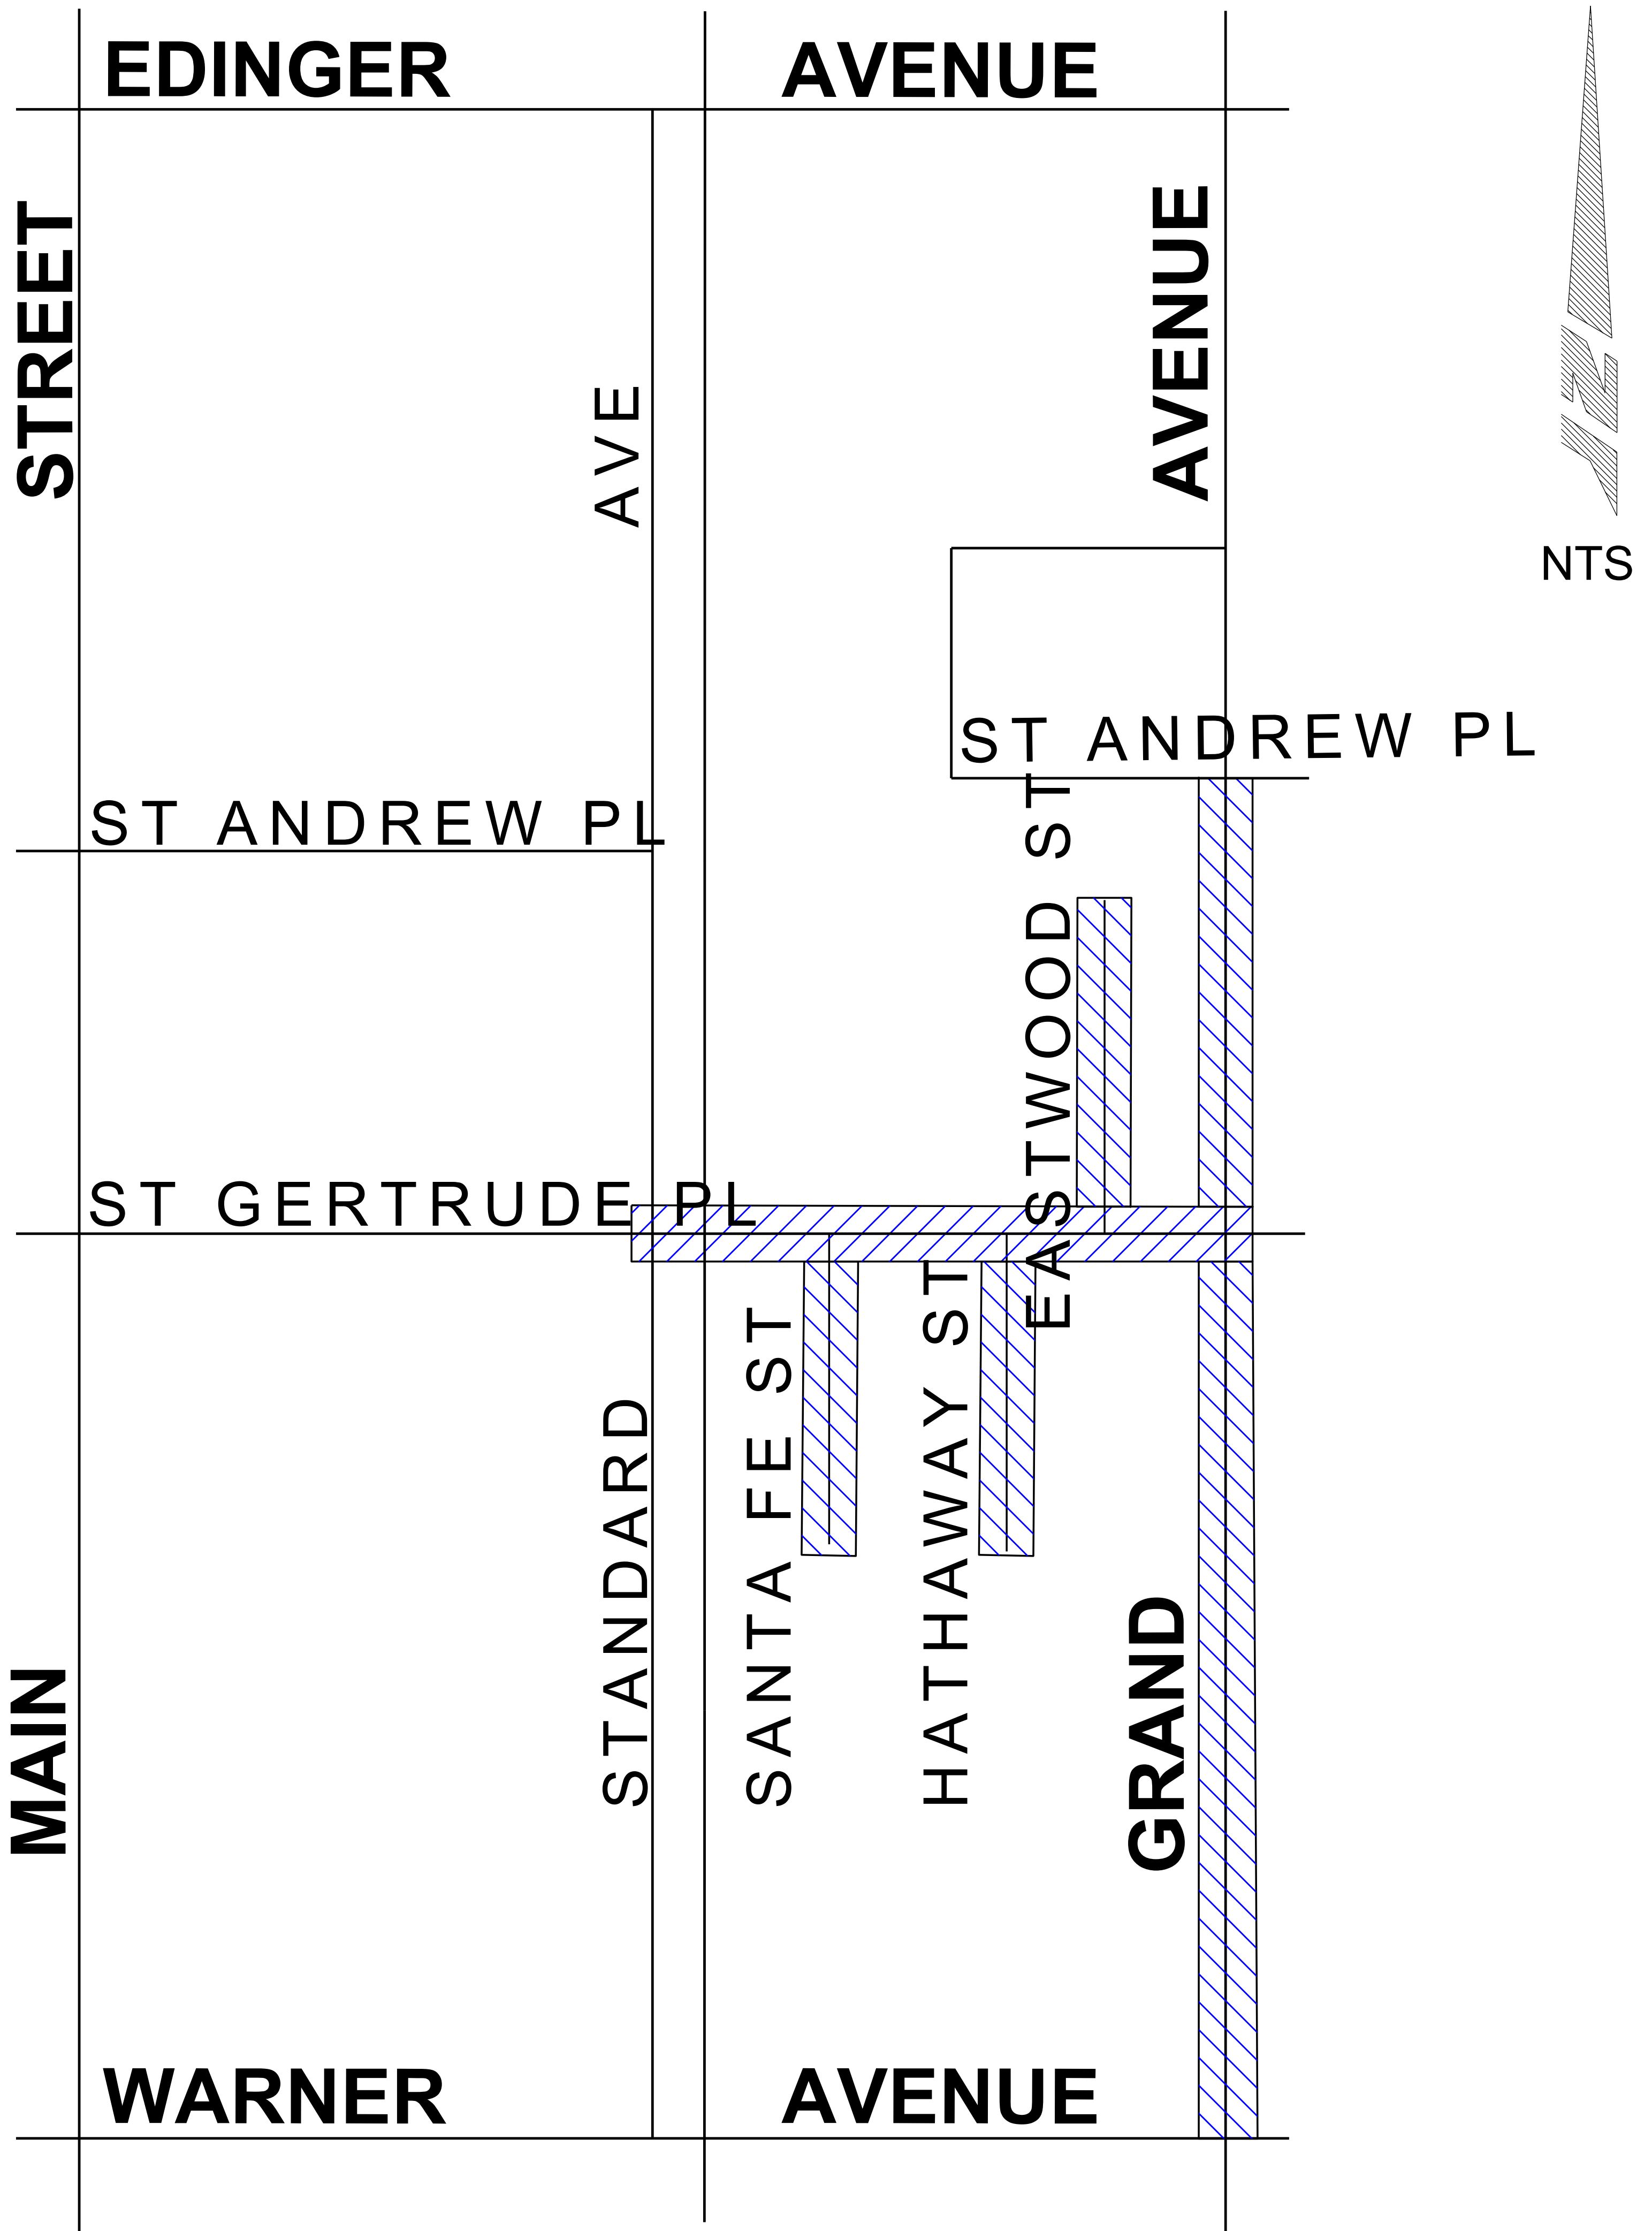 EDINGER AVENUE
STREET
AVE
AVENUE
N
NTS
ST ANDREW PL
ST ANDREW PL
EASTWOOD ST
ST GERTRUDE PL
STANDARD
SANTA FE ST
HATHAWAY ST
GRAND
MAIN
WARNER AVENUE